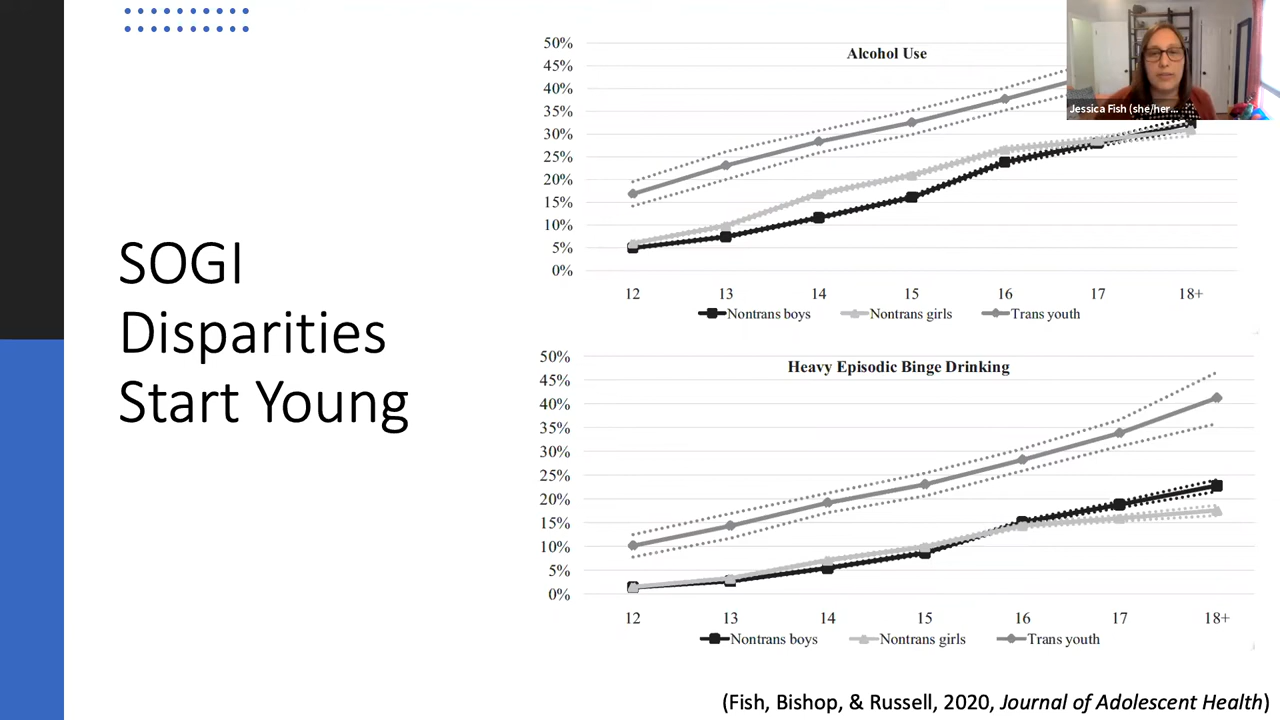 SOGI
Disparities
Start Young
Alcohol Use
50%
45%
40%
35%
30%
25%
20%
15%
10%
5%
0%
12 13 14 15 16 17 18+
Nontrans boys Nontrans girls Trans youth
Jessica Fish (she/her...
Heavy Episodic Binge Drinking
50%
45%
40%
35%
30%
25%
20%
15%
10%
5%
0%
12 13 14 15 16 17 18+
Nontrans boys Nontrans girls Trans youth
(Fish, Bishop, & Russell, 2020, Journal of Adolescent Health)